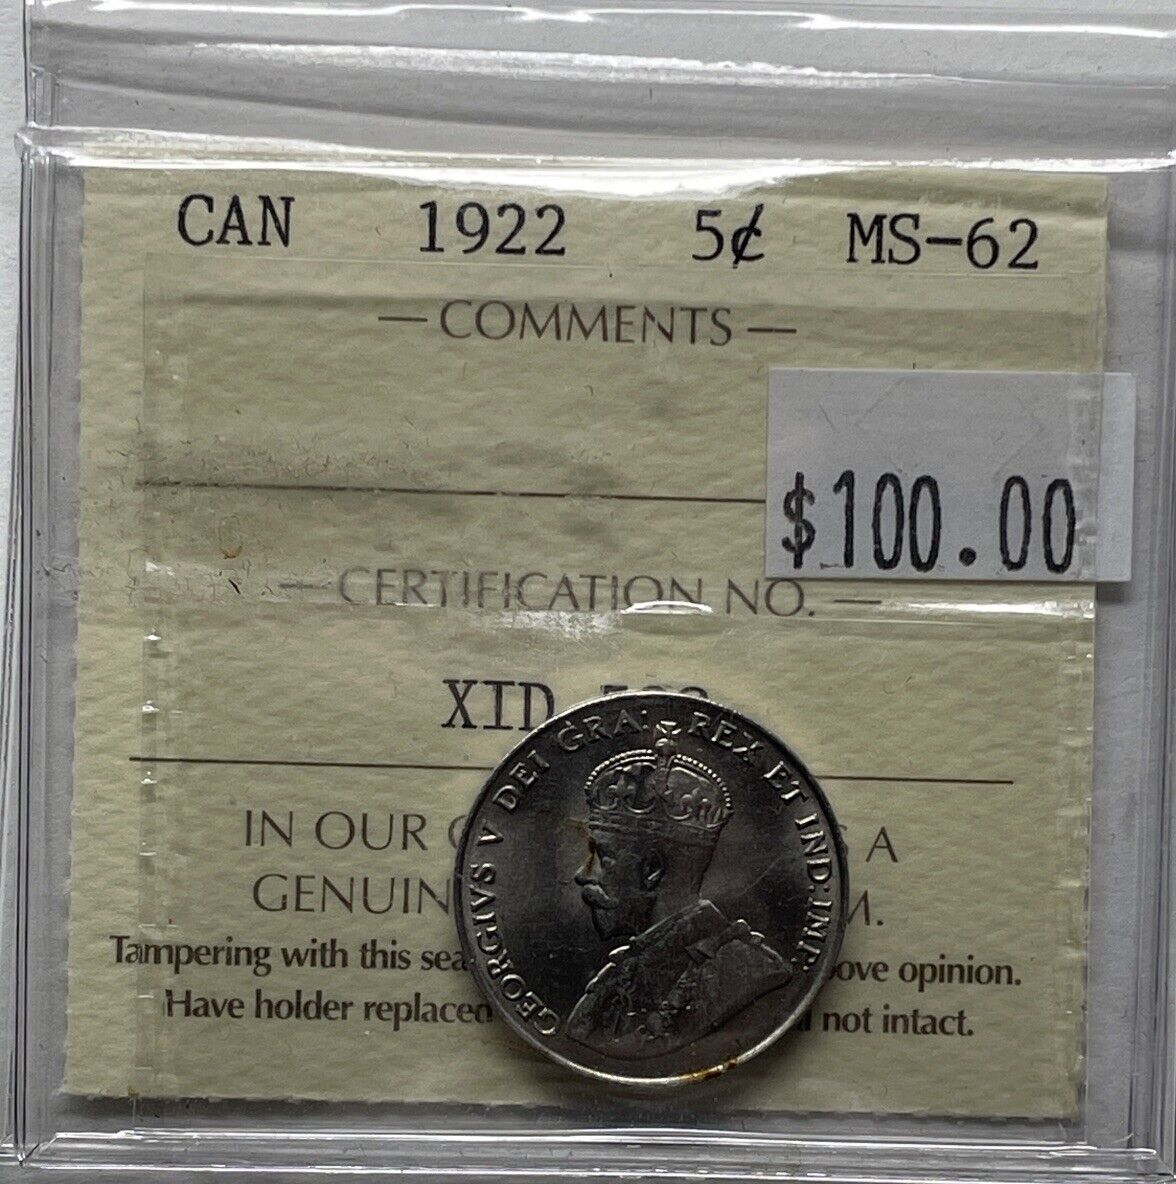 CAN 1922 5¢ MS-62
— COMMENTS —
$100.00
— CERTIFICATION NO. —
XID
IN OUR A
GENUIN M.
Tampering with this sea ove opinion.
Have holder replaced not intact.
GEORGIVS V DEI GRA: REX ET IND: IMP: